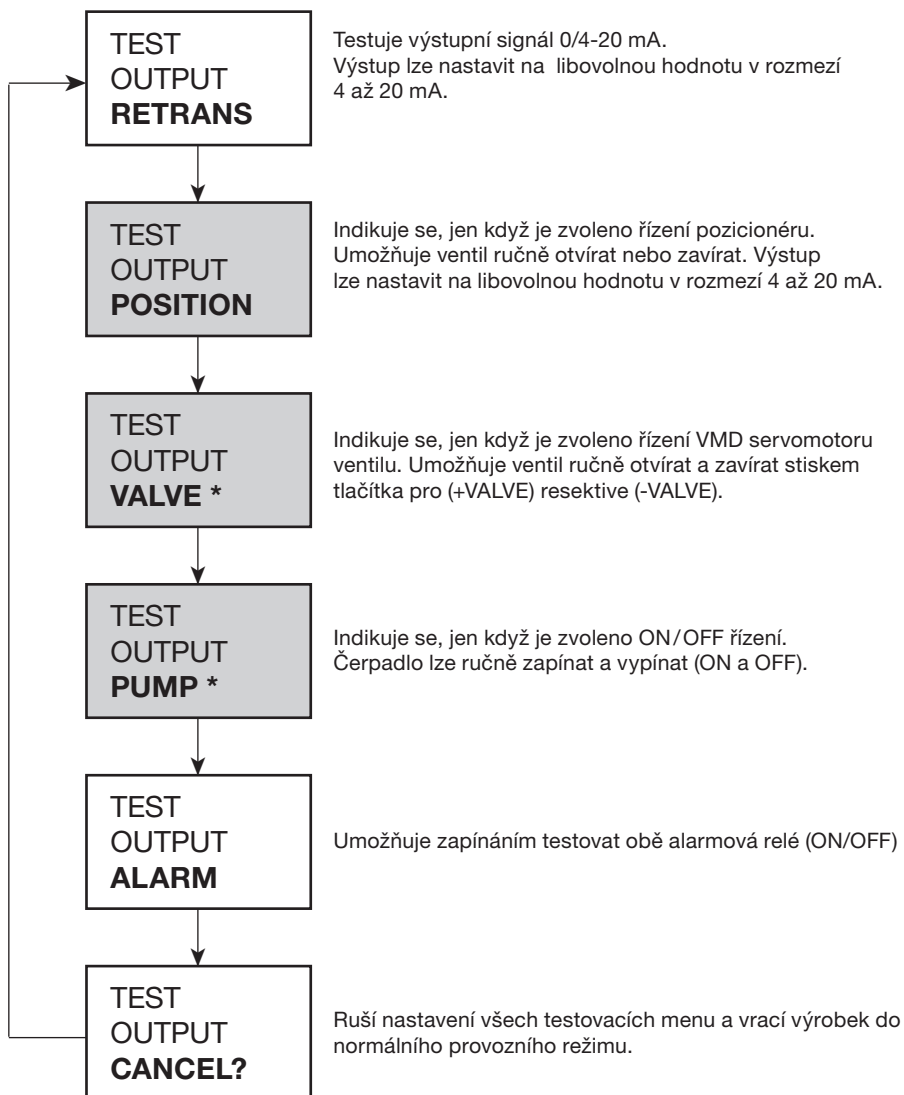 TEST
OUTPUT
RETRANS
Testuje výstupní signál 0/4-20 mA.
Výstup lze nastavit na libovolnou hodnotu v rozmezí
4 až 20 mA.
TEST
OUTPUT
POSITION
Indikuje se, jen když je zvoleno řízení pozicionéru.
Umožňuje ventil ručně otvírat nebo zavírat. Výstup
lze nastavit na libovolnou hodnotu v rozmezí 4 až 20 mA.
TEST
OUTPUT
VALVE *
Indikuje se, jen když je zvoleno řízení VMD servomotoru
ventilu. Umožňuje ventil ručně otvírat a zavírat stiskem
tlačítka pro (+VALVE) resektive (-VALVE).
TEST
OUTPUT
PUMP *
Indikuje se, jen když je zvoleno ON/OFF řízení.
Čerpadlo lze ručně zapínat a vypínat (ON a OFF).
TEST
OUTPUT
ALARM
Umožňuje zapínáním testovat obě alarmová relé (ON/OFF)
TEST
OUTPUT
CANCEL?
Ruší nastavení všech testovacích menu a vrací výrobek do
normálního provozního režimu.